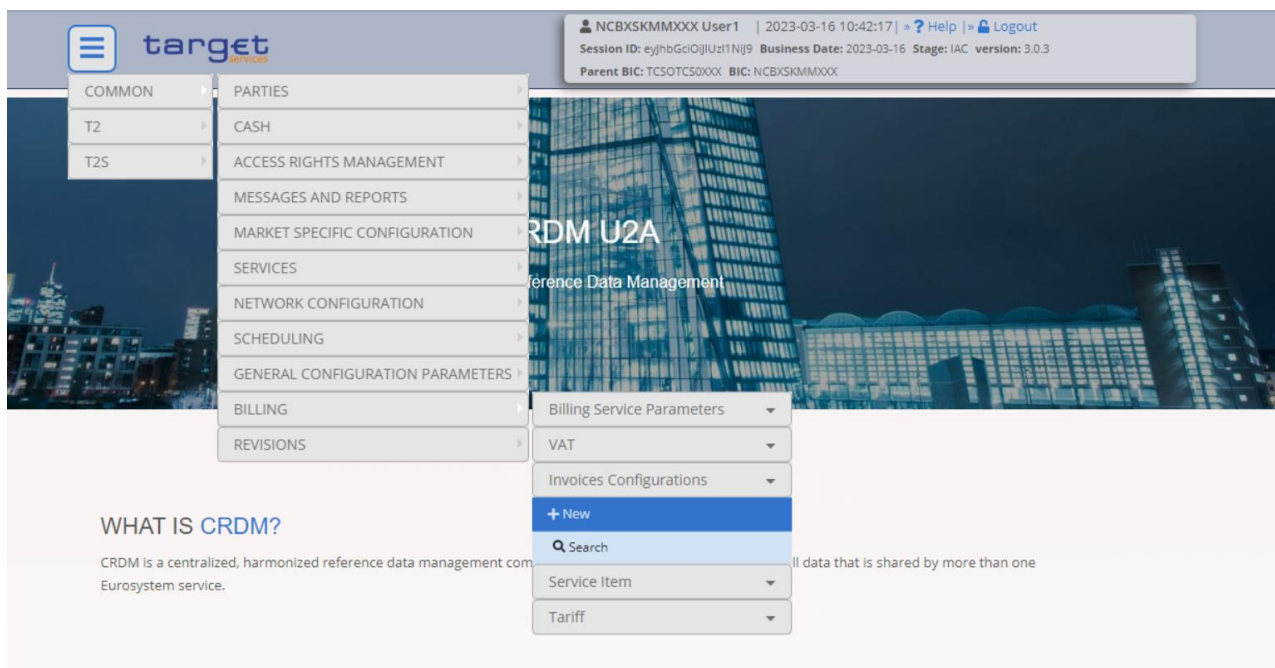 NCBXSKMMXXX User1 | 2023-03-16 10:42:17| » ? Help |» Logout
target
services
Session ID: eyJhbGciOiJIUzI1NiJ9 Business Date: 2023-03-16 Stage: IAC version: 3.0.3
Parent BIC: TCSOTCS0XXX BIC: NCBXSKMMXXX
COMMON
PARTIES
T2
CASH
T2S
ACCESS RIGHTS MANAGEMENT
MESSAGES AND REPORTS
MARKET SPECIFIC CONFIGURATION
RDM U2A
SERVICES
ference Data Management
NETWORK CONFIGURATION
SCHEDULING
GENERAL CONFIGURATION PARAMETERS
BILLING
Billing Service Parameters
REVISIONS
VAT
Invoices Configurations
+ New
WHAT IS CRDM?
Search
CRDM is a centralized, harmonized reference data management com
ll data that is shared by more than one
Eurosystem service.
Service Item
Tariff